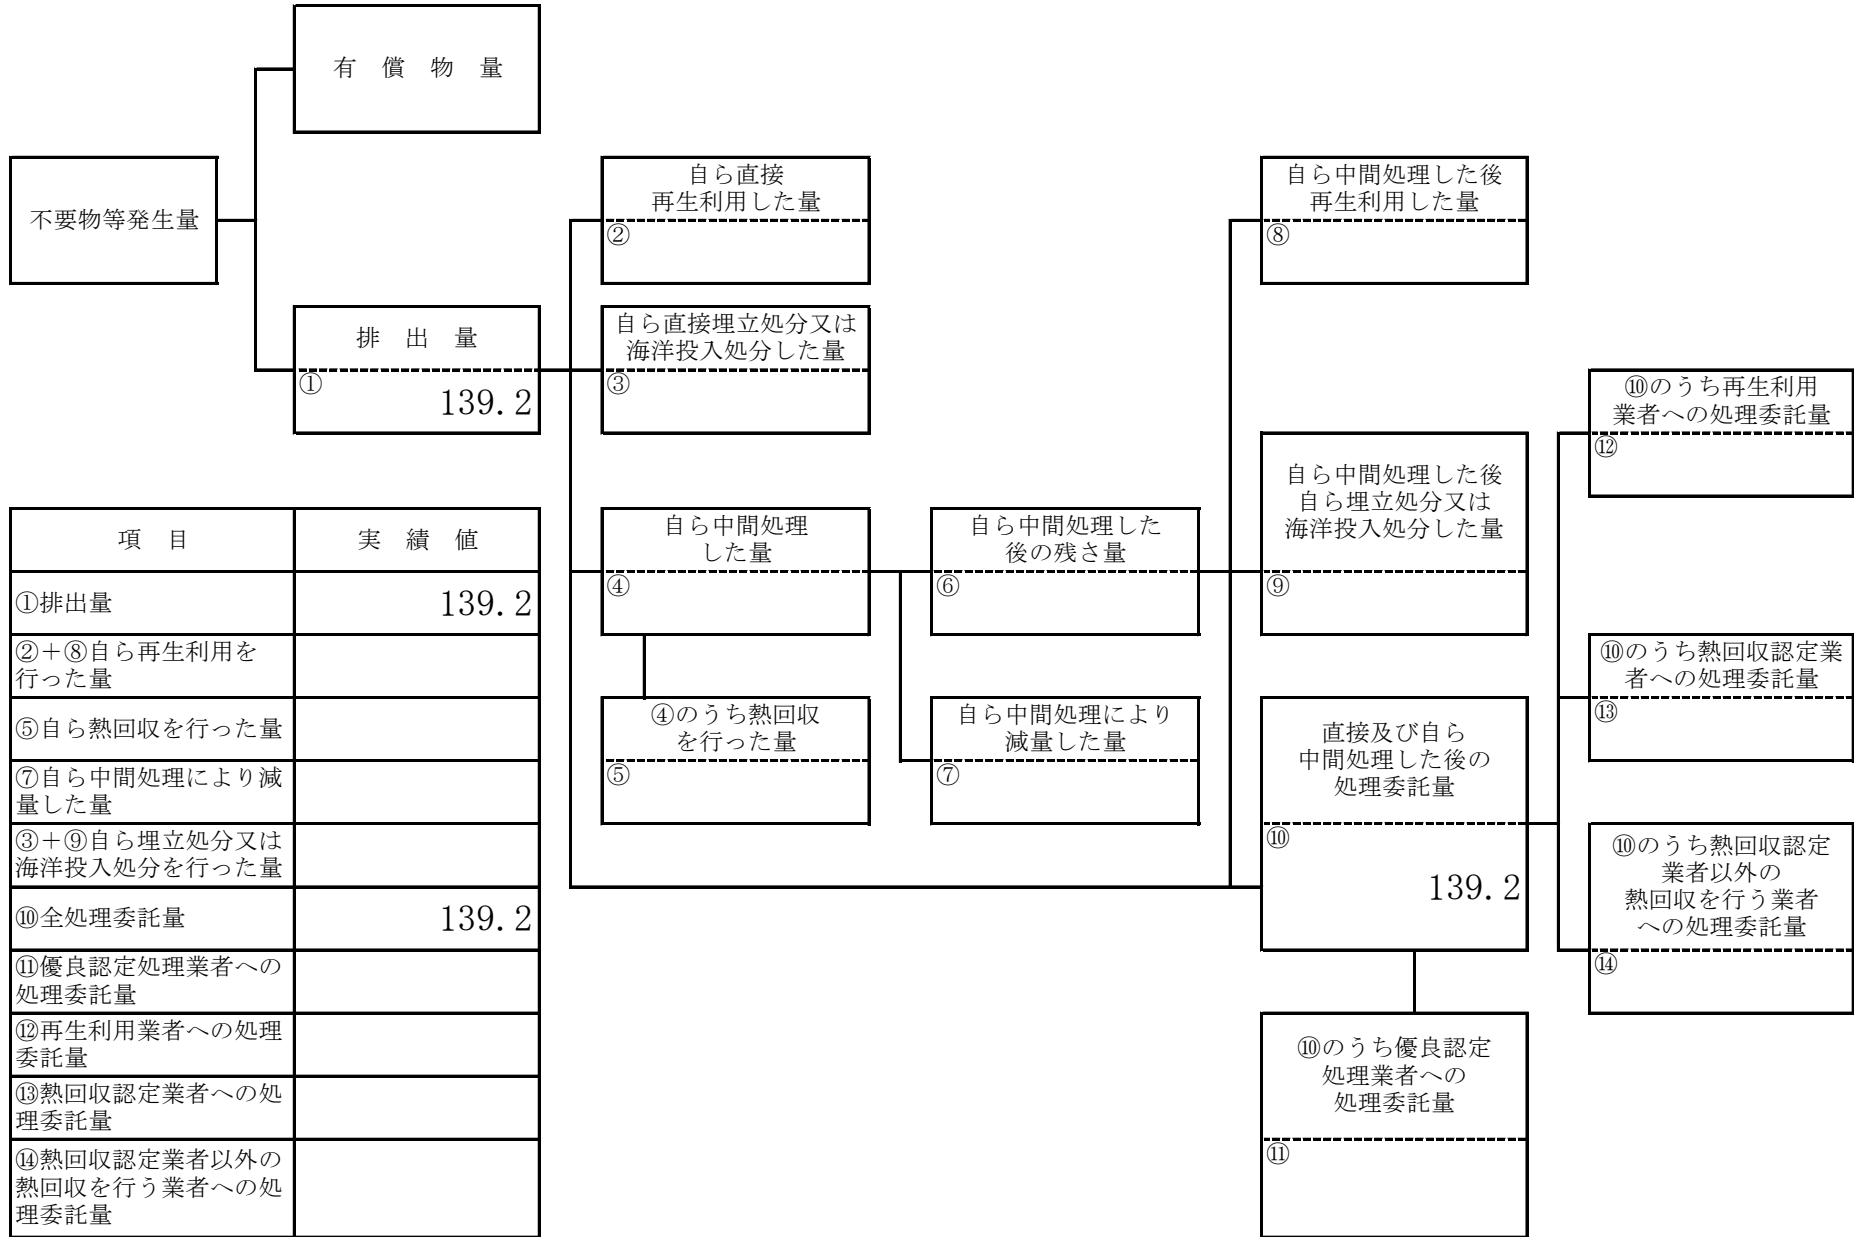 有　償　物　量
不要物等発生量
排　出　量
①
139.2
自ら直接
再生利用した量
②
自ら直接埋立処分又は
海洋投入処分した量
③
自ら中間処理
した量
④
④のうち熱回収
を行った量
⑤
自ら中間処理した
後の残さ量
⑥
自ら中間処理により
減量した量
⑦
自ら中間処理した後
再生利用した量
⑧
自ら中間処理した後
自ら埋立処分又は
海洋投入処分した量
⑨
直接及び自ら
中間処理した後の
処理委託量
⑩
139.2
⑩のうち優良認定
処理業者への
処理委託量
⑪
⑩のうち再生利用
業者への処理委託量
⑫
⑩のうち熱回収認定業
者への処理委託量
⑬
⑩のうち熱回収認定
業者以外の
熱回収を行う業者
への処理委託量
⑭
項　目	実　績　値
①排出量	139.2
②＋⑧自ら再生利用を
行った量
⑤自ら熱回収を行った量
⑦自ら中間処理により減
量した量
③＋⑨自ら埋立処分又は
海洋投入処分を行った量
⑩全処理委託量	139.2
⑪優良認定処理業者への
処理委託量
⑫再生利用業者への処理
委託量
⑬熱回収認定業者への処
理委託量
⑭熱回収認定業者以外の
熱回収を行う業者への処
理委託量